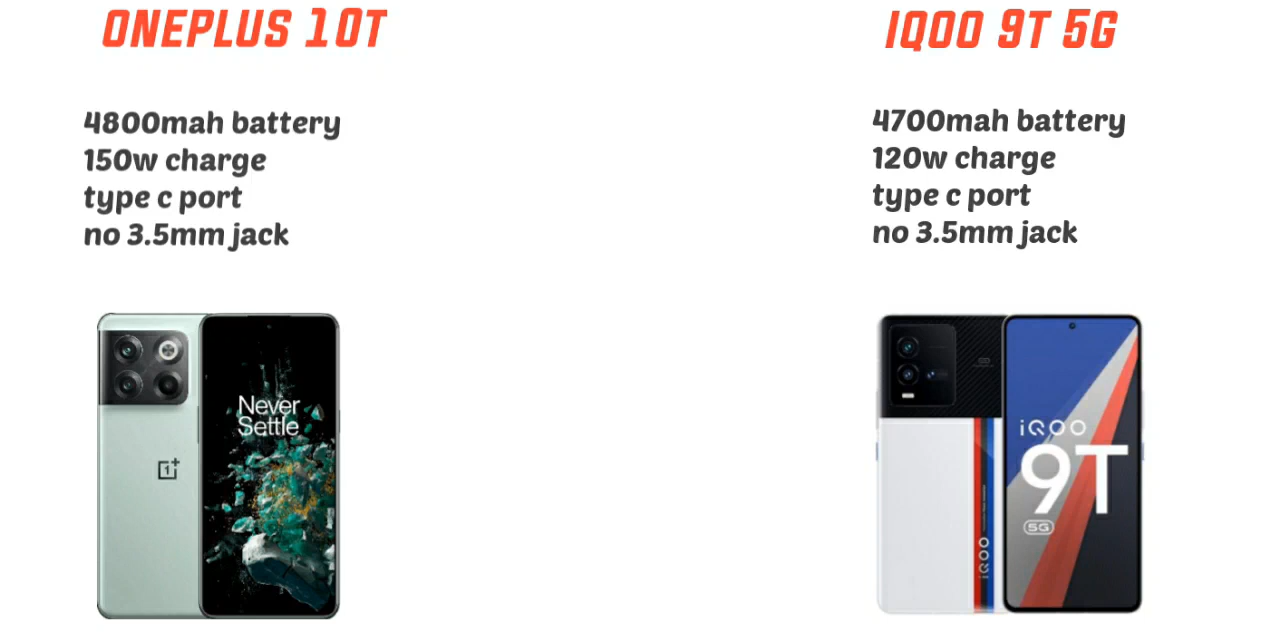 ONEPLUS 10T
4800mah battery
150w charge
type c port
no 3.5mm jack
Never
Settle
IQOO 9T 5G
4700mah battery
120w charge
type c port
no 3.5mm jack
iQOO
9T
5G
iQOO